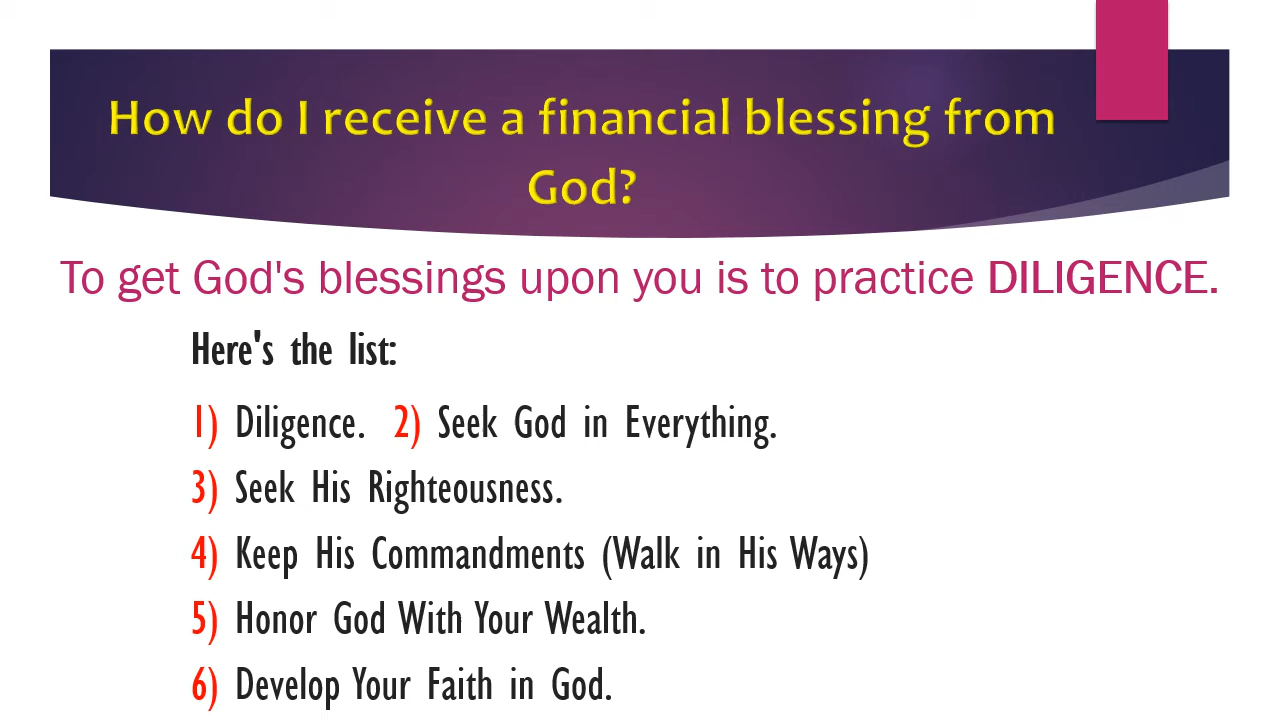 How do I receive a financial blessing from
God?
To get God's blessings upon you is to practice DILIGENCE.
Here's the list:
1) Diligence. 2) Seek God in Everything.
3) Seek His Righteousness.
4) Keep His Commandments (Walk in His Ways)
5) Honor God With Your Wealth.
6) Develop Your Faith in God.